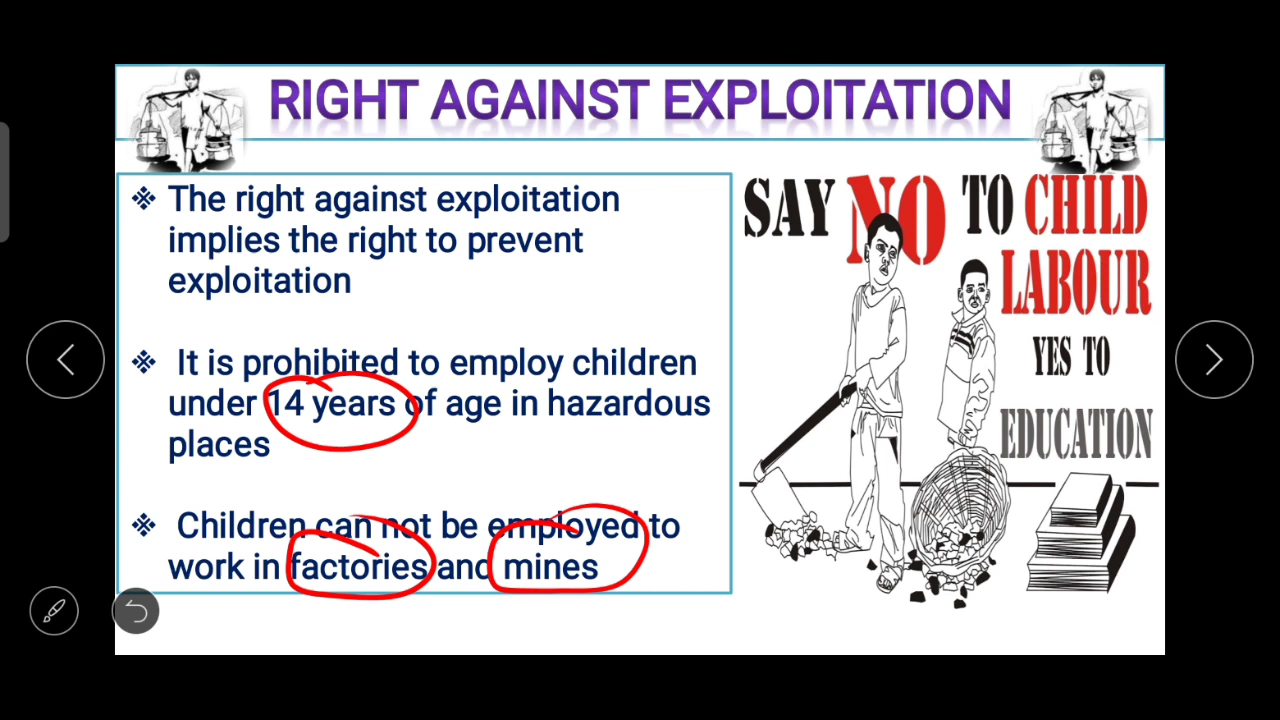 RIGHT AGAINST EXPLOITATION
❖ The right against exploitation
implies the right to prevent
exploitation
❖ It is prohibited to employ children
under 14 years of age in hazardous
places
❖ Children can not be employed to
work in factories and mines
SAY NO TO CHILD
LABOUR
YES TO
EDUCATION